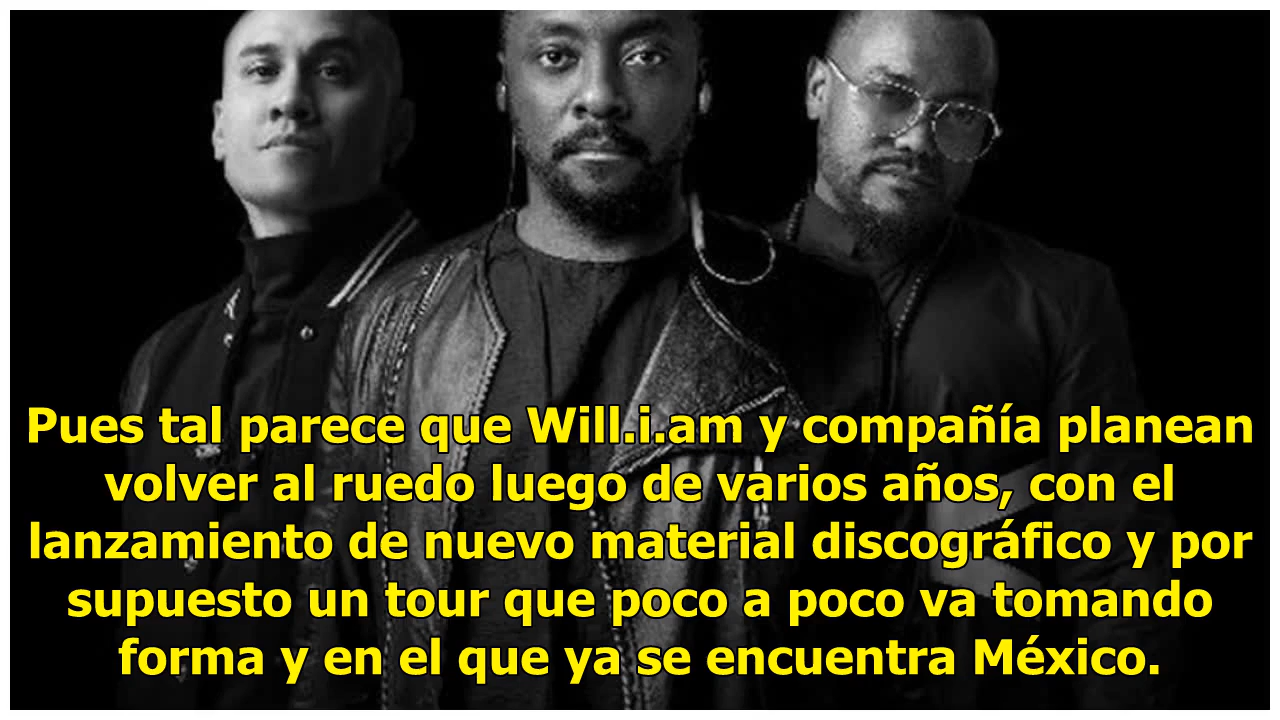 Pues tal parece que Will.i.am y compañía planean
volver al ruedo luego de varios años, con el
lanzamiento de nuevo material discográfico y por
supuesto un tour que poco a poco va tomando
forma y en el que ya se encuentra México.